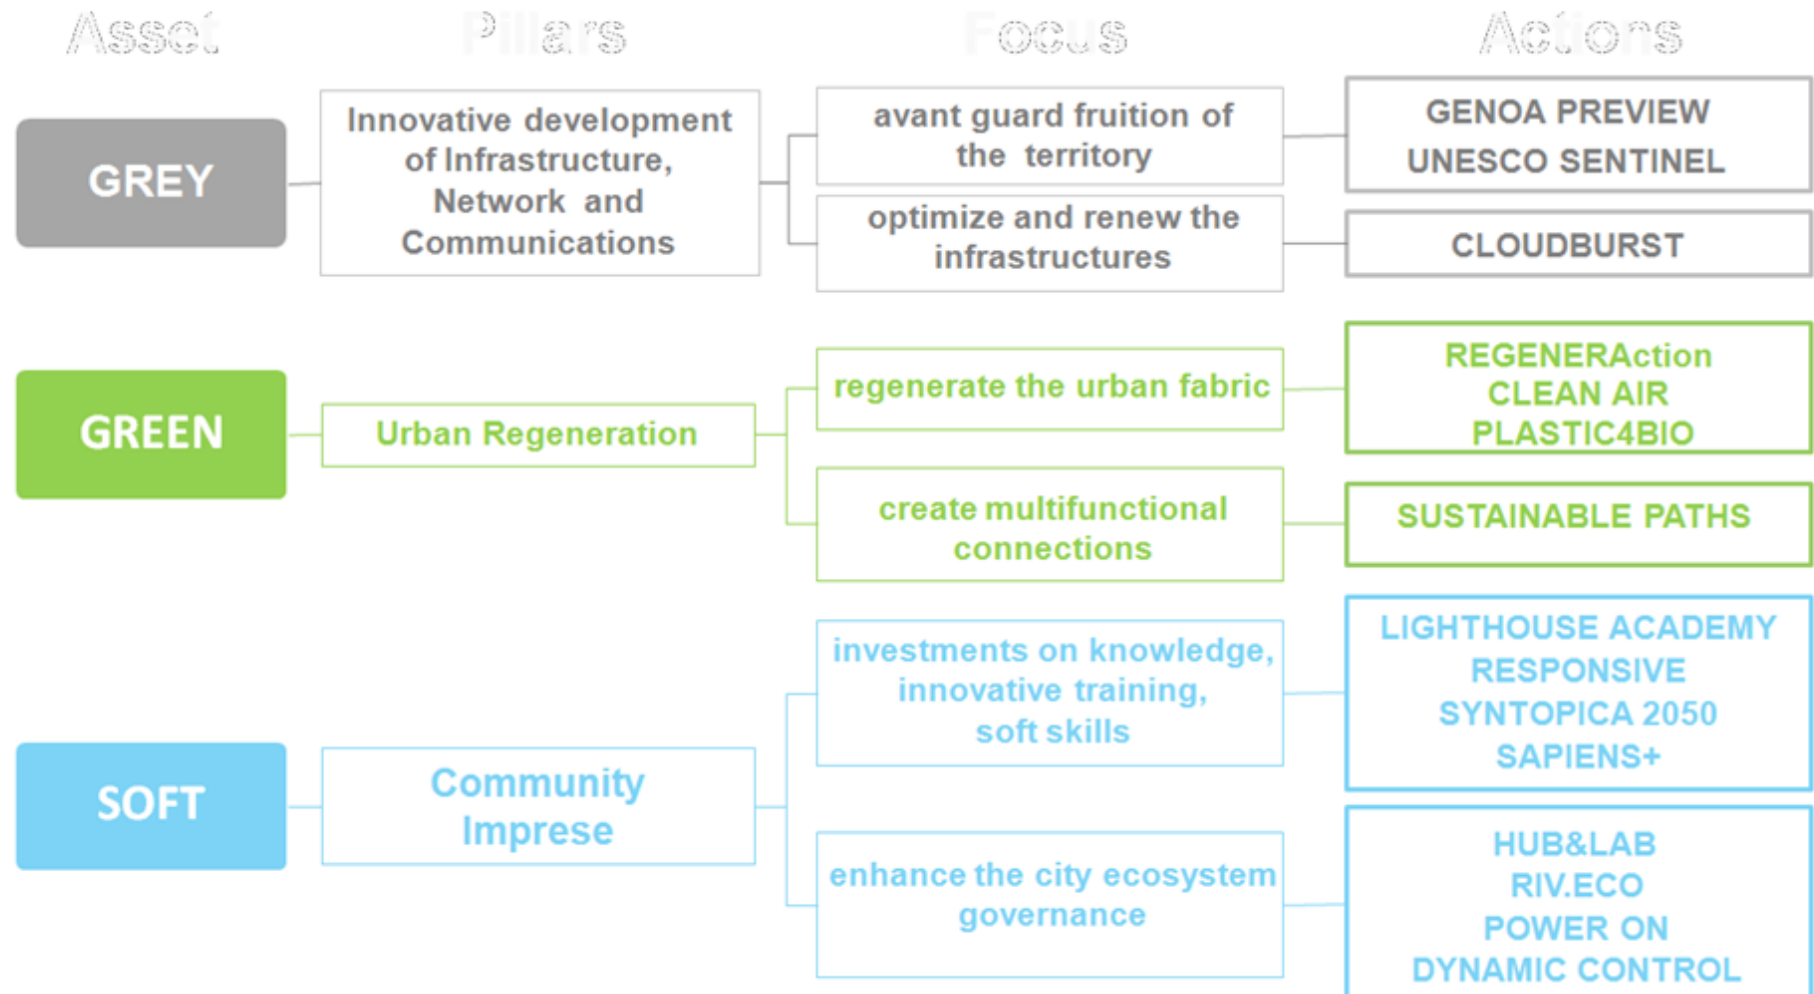 Asset Pillars Focus Actions
GREY
Innovative development
of Infrastructure,
Network and
Communications
avant guard fruition of
the territory
GENOA PREVIEW
UNESCO SENTINEL
optimize and renew the
infrastructures
CLOUDBURST
GREEN
Urban Regeneration
regenerate the urban fabric
REGENERAction
CLEAN AIR
PLASTIC4BIO
create multifunctional
connections
SUSTAINABLE PATHS
SOFT
Community
Imprese
investments on knowledge,
innovative training,
soft skills
LIGHTHOUSE ACADEMY
RESPONSIVE
SYNTOPICA 2050
SAPIENS+
enhance the city ecosystem
governance
HUB&LAB
RIV.ECO
POWER ON
DYNAMIC CONTROL